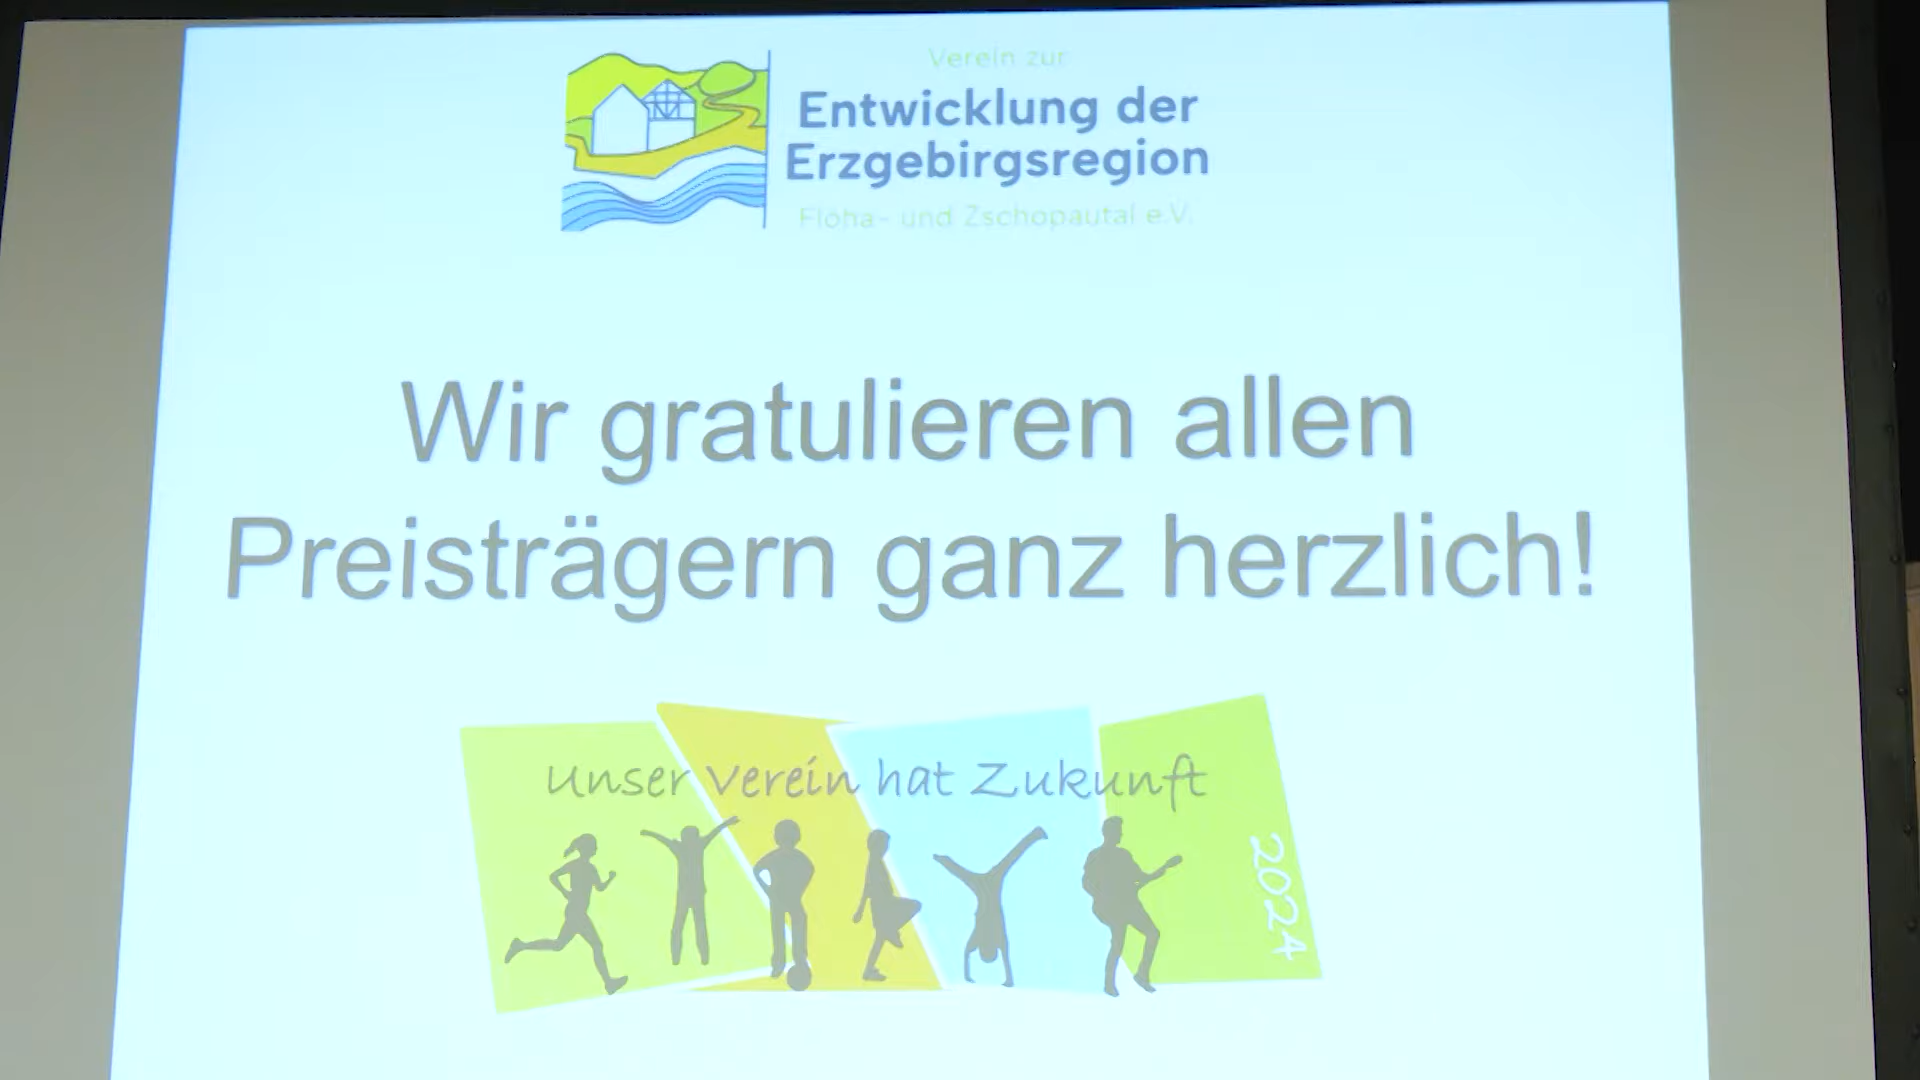 Verein zur
Entwicklung der
Erzgebirgsregion
Flöha- und Zschopautal e.V.
Wir gratulieren allen
Preisträgern ganz herzlich!
Unser Verein hat Zukunft
2024